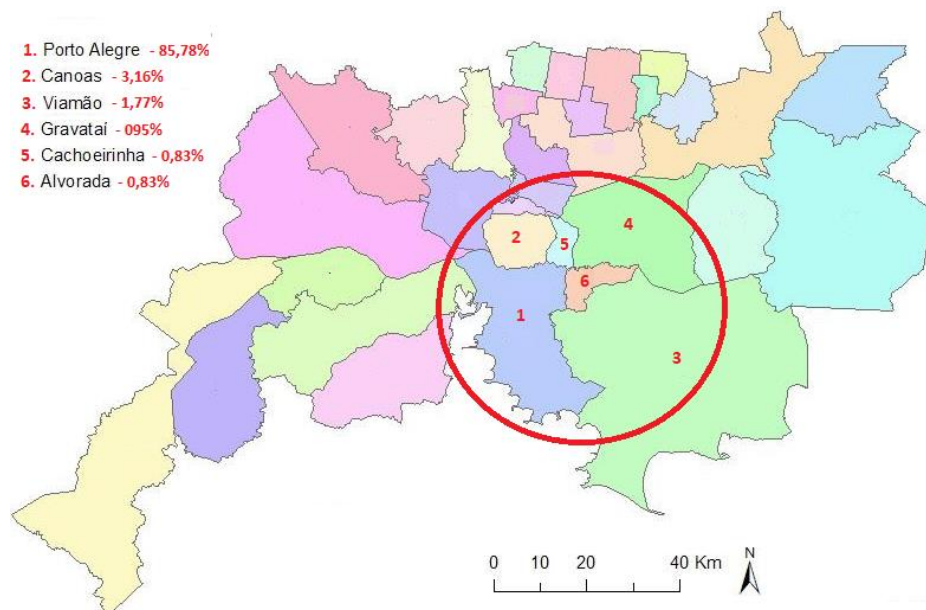 1. Porto Alegre - 85,78%
2. Canoas - 3,16%
3. Viamão - 1,77%
4. Gravataí - 095%
5. Cachoeirinha - 0,83%
6. Alvorada - 0,83%
4
2
5
6
1
3
0 10 20 40 Km
N